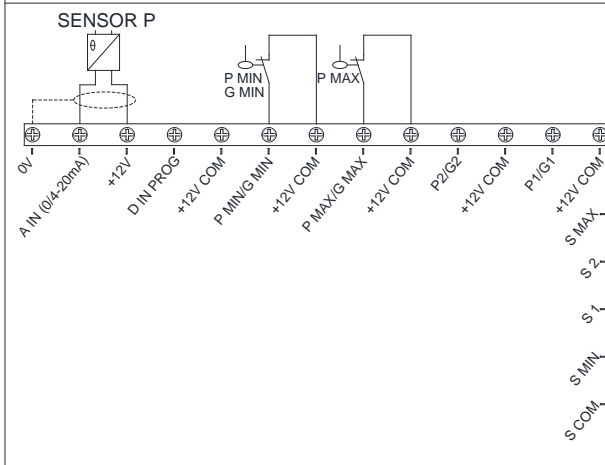 SENSOR P
θ
P MIN
G MIN
P MAX
0V
A IN (0/4-20mA)
+12V
D IN PROG
+12V COM
P MIN/G MIN
+12V COM
P MAX/G MAX
+12V COM
P2/G2
+12V COM
P1/G1
+12V COM
S MAX
S 2
S 1
S MIN
S COM